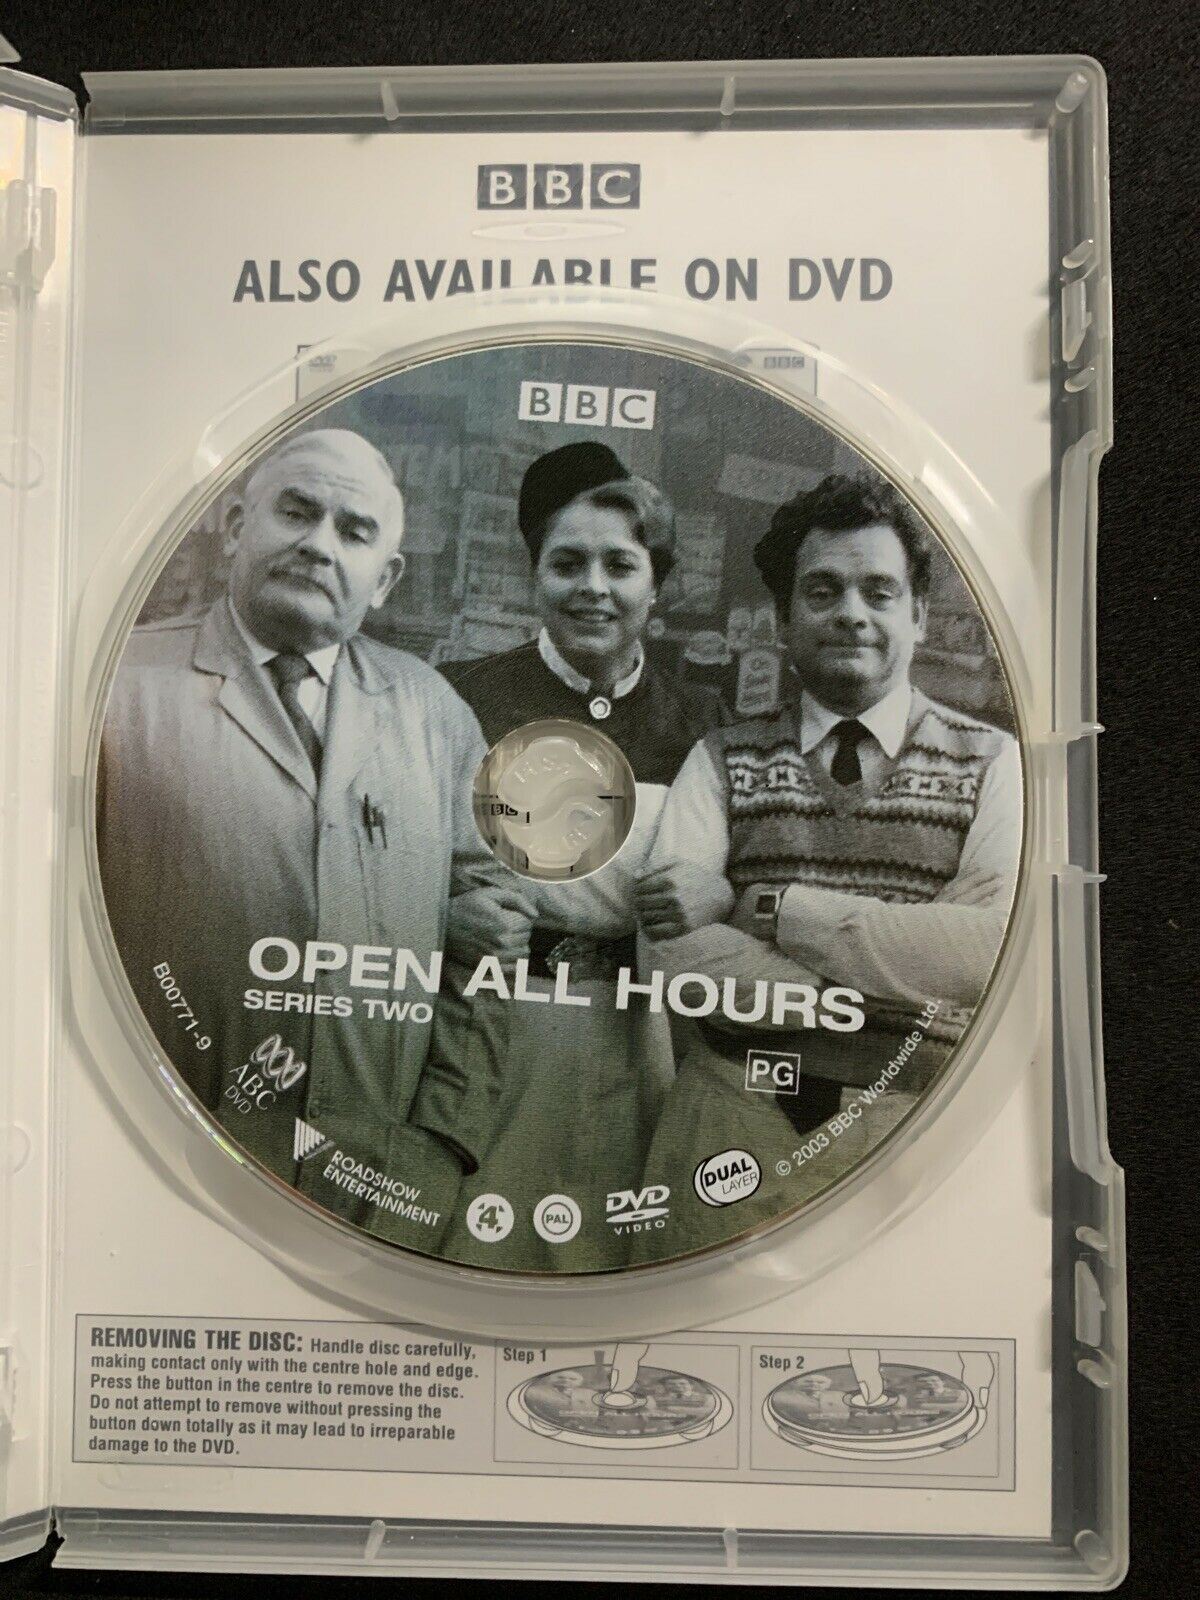 BBC
ALSO AVAILABLE ON DVD
BBC
BBC
BBC
OPEN ALL HOURS
SERIES TWO
B00771-9
ABC
DVD
ROADSHOW
ENTERTAINMENT
4
PAL
DVD
VIDEO
PG
DUAL
LAYER
© 2003 BBC Worldwide Ltd.
REMOVING THE DISC: Handle disc carefully,
making contact only with the centre hole and edge.
Press the button in the centre to remove the disc.
Do not attempt to remove without pressing the
button down totally as it may lead to irreparable
damage to the DVD.
Step 1
Step 2